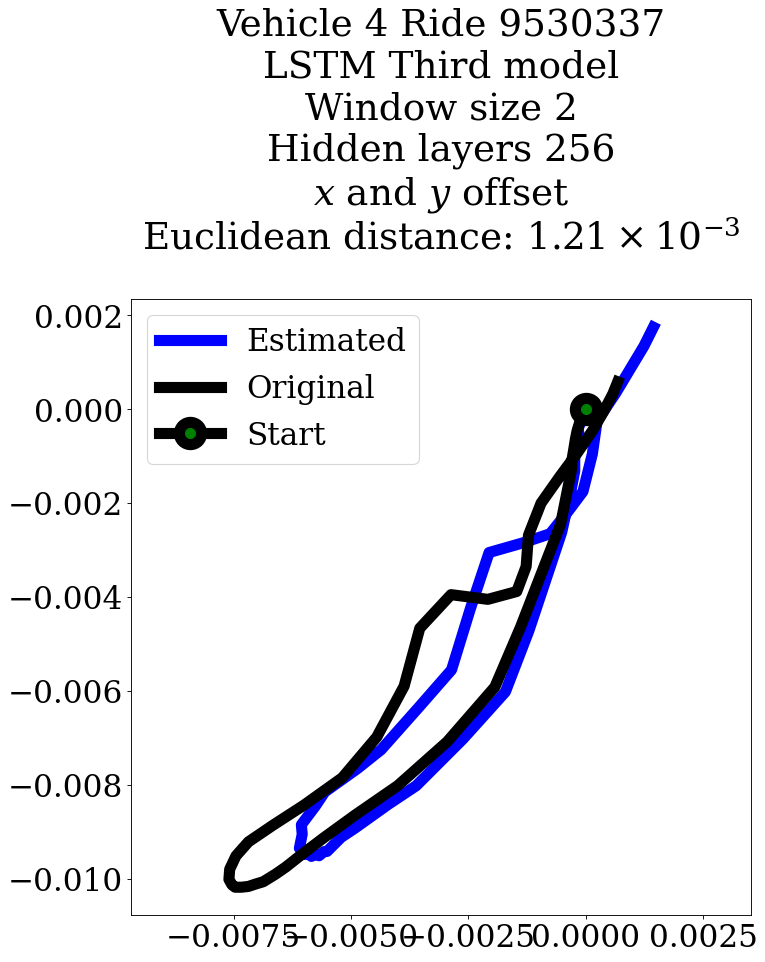 Vehicle 4 Ride 9530337
LSTM Third model
Window size 2
Hidden layers 256
x and y offset
Euclidean distance: 1.21 × 10⁻³
Estimated
Original
Start
0.002
0.000
−0.002
−0.004
−0.006
−0.008
−0.010
−0.0075 −0.0050 −0.0025 0.0000 0.0025